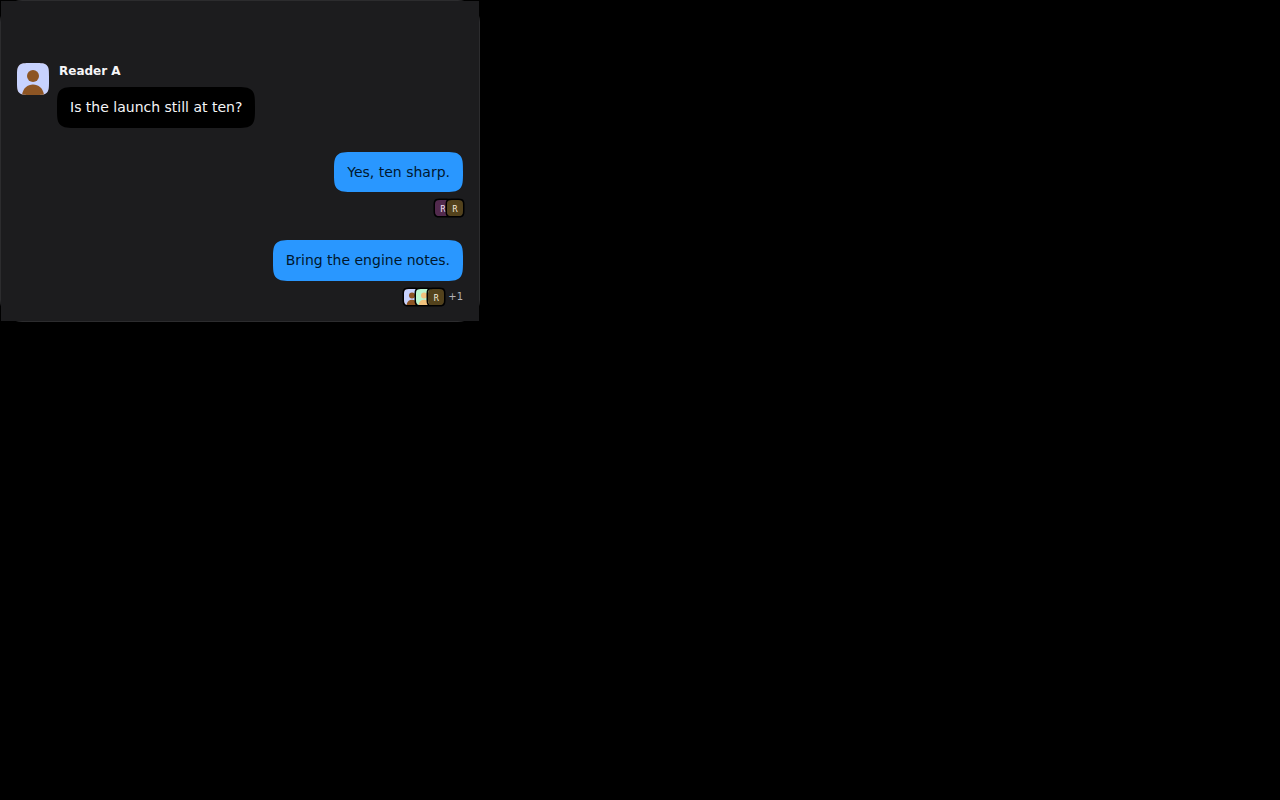 Reader A
Is the launch still at ten?
Yes, ten sharp.
R R
Bring the engine notes.
R +1